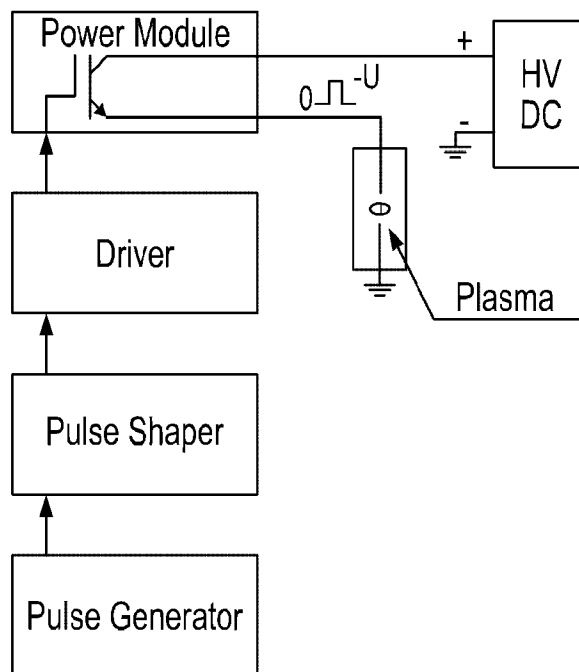 Power Module
+
HV
DC
0 -U
-
Driver
Plasma
Pulse Shaper
Pulse Generator